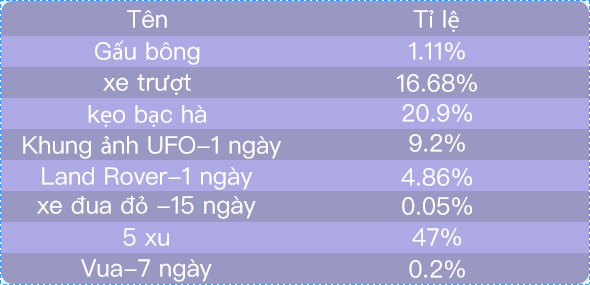 Tên Tỉ lệ
Gấu bông 1.11%
xe trượt 16.68%
kẹo bạc hà 20.9%
Khung ảnh UFO-1 ngày 9.2%
Land Rover-1 ngày 4.86%
xe đua đỏ -15 ngày 0.05%
5 xu 47%
Vua-7 ngày 0.2%